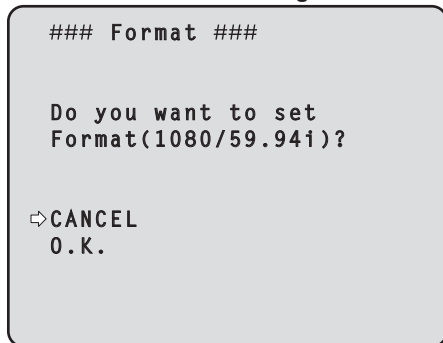 ### Format ###
Do you want to set
Format(1080/59.94i)?
⇨CANCEL
O.K.